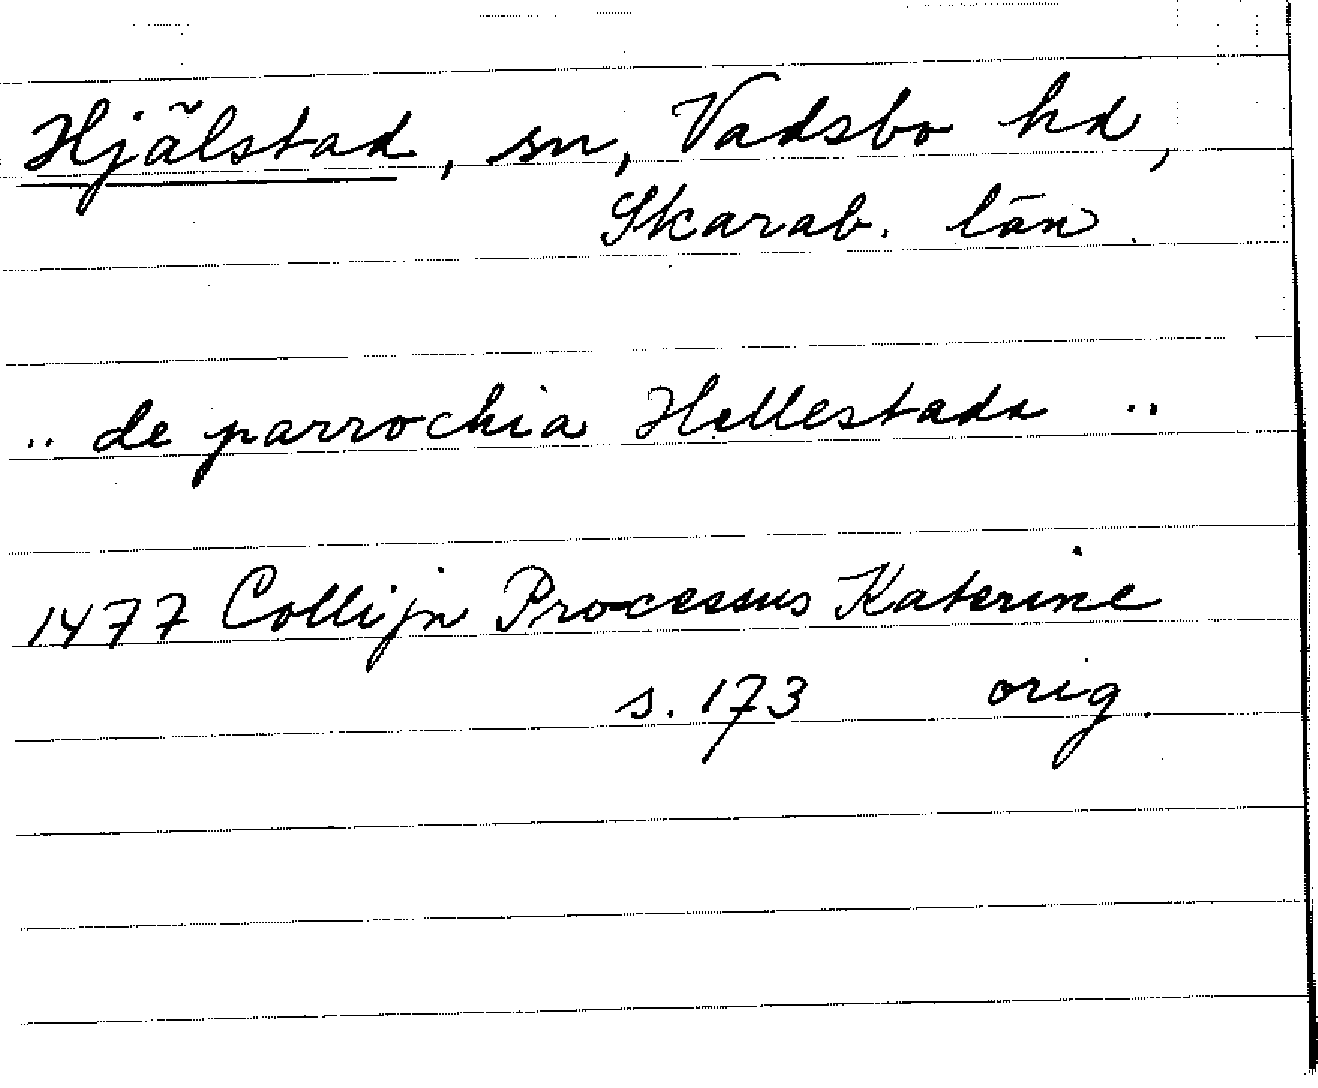 Hjälstad, sn, Vadsbo hd,
Skarab. län.
.. de parrochia Hellestada ..
1477 Collijn Processus Katerine
s. 173 orig.